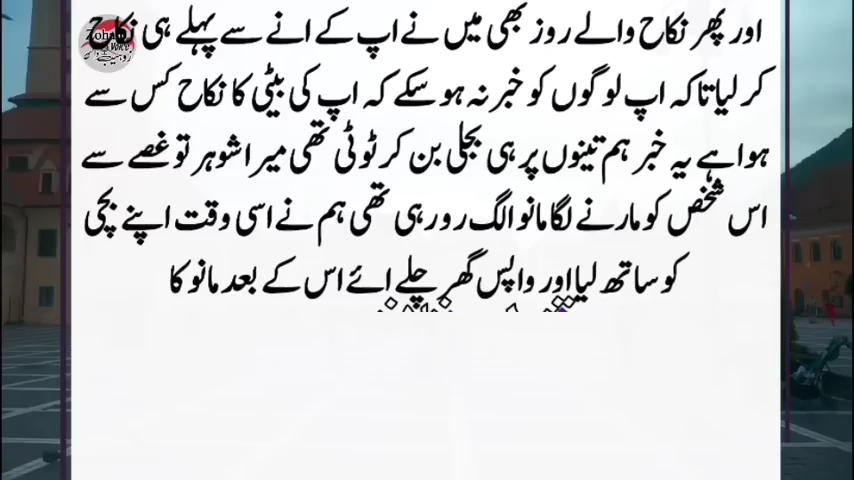 اور پھر نکاح والے روز بھی میں نے اپ کے انے سے پہلے ہی نکاح
کر لیا تاکہ اپ لوگوں کو خبر نہ ہو سکے کہ اپ کی بیٹی کا نکاح کس سے
ہوا ہے یہ خبر ہم تینوں پر ہی بجلی بن کر ٹوٹی تھی میرا شوہر تو غصے سے
اس شخص کو مارنے لگا مانو الگ رو رہی تھی ہم نے اسی وقت اپنے بچی
کو ساتھ لیا اور واپس گھر چلے ائے اس کے بعد مانو کا
Zohaib
Voice